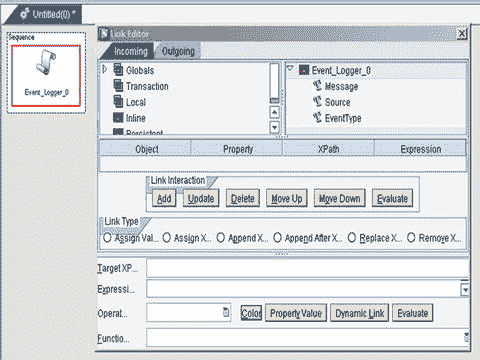 Untitled(0) *
Sequence
Event_Logger_0
Link Editor
Incoming
Outgoing
Globals
Transaction
Local
Inline
Persistent
Event_Logger_0
Message
Source
EventType
Object
Property
XPath
Expression
Link Interaction
Add
Update
Delete
Move Up
Move Down
Evaluate
Link Type
Assign Val...
Assign X...
Append X...
Append After X...
Replace X...
Remove X...
Target XP...
Expressi...
Operat...
Color
Property Value
Dynamic Link
Evaluate
Functio...